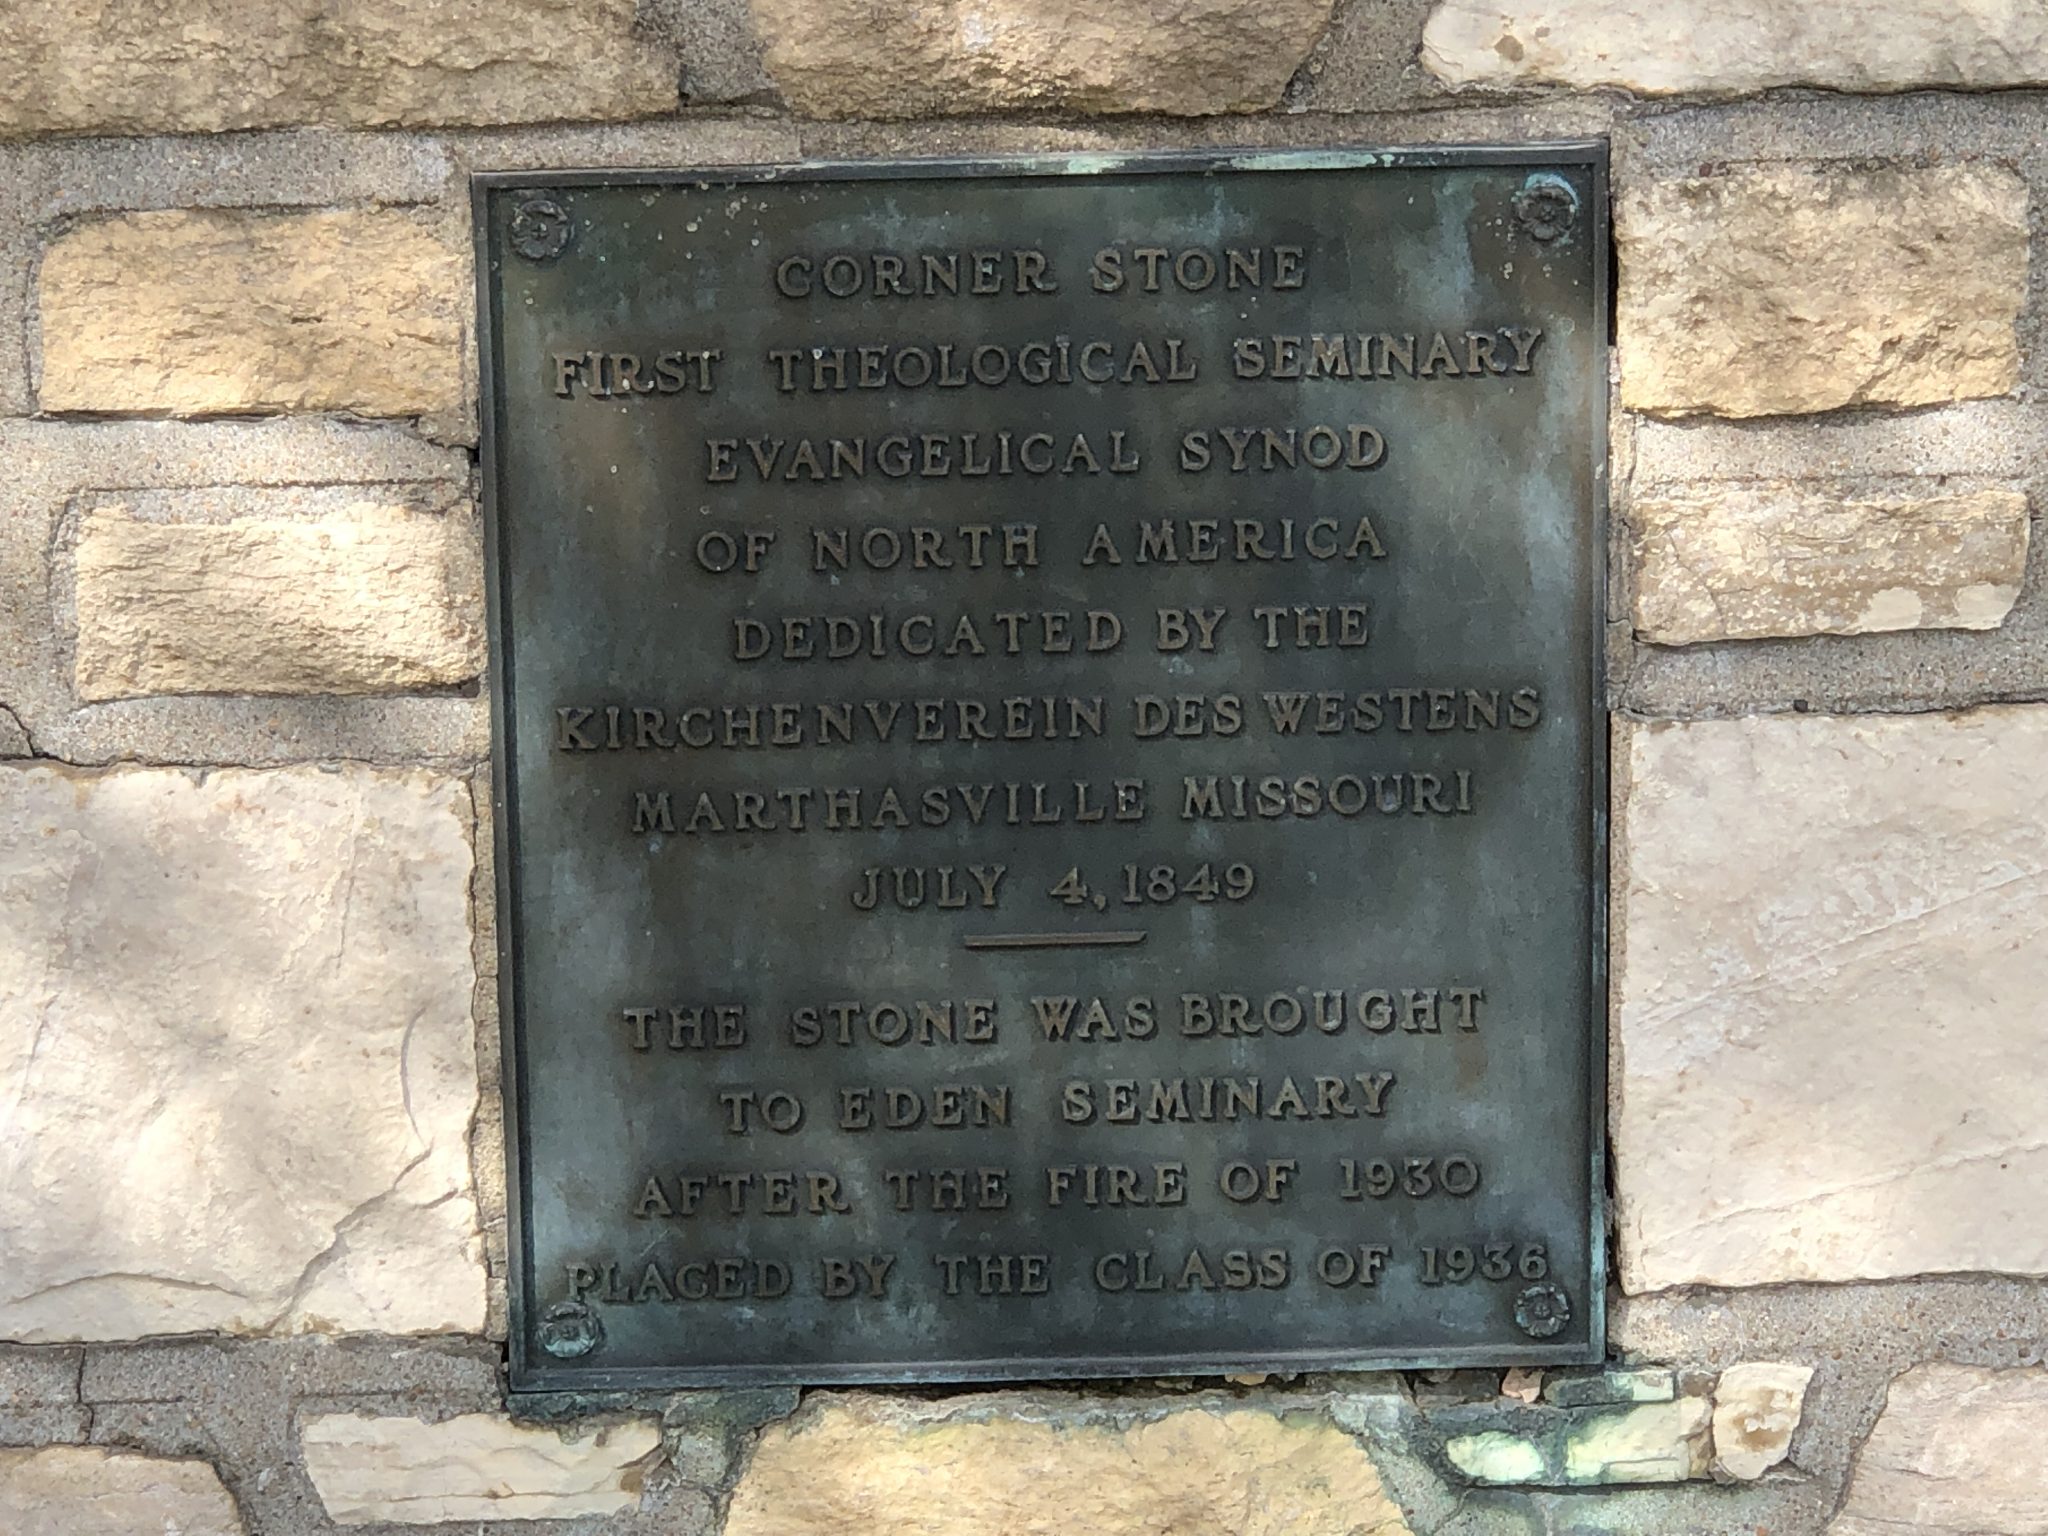 CORNER STONE
FIRST THEOLOGICAL SEMINARY
EVANGELICAL SYNOD
OF NORTH AMERICA
DEDICATED BY THE
KIRCHENVEREIN DES WESTENS
MARTHASVILLE MISSOURI
JULY 4, 1849
THE STONE WAS BROUGHT
TO EDEN SEMINARY
AFTER THE FIRE OF 1930
PLACED BY THE CLASS OF 1936